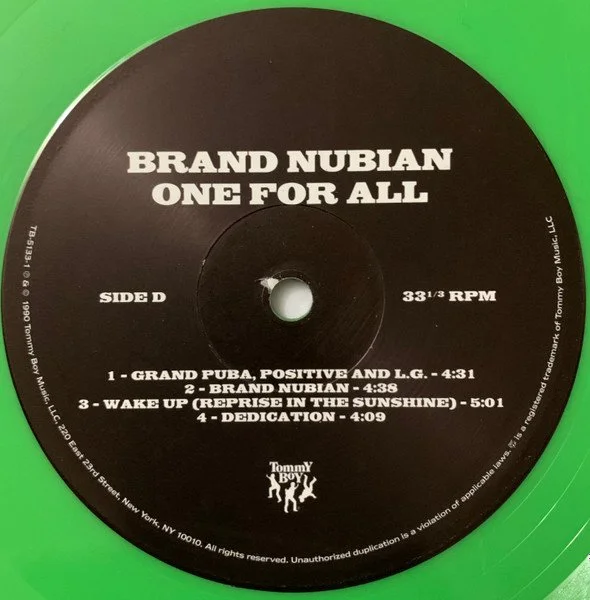 BRAND NUBIAN
ONE FOR ALL
SIDE D
33 1/3 RPM
1 - GRAND PUBA, POSITIVE AND L.G. - 4:31
2 - BRAND NUBIAN - 4:38
3 - WAKE UP (REPRISE IN THE SUNSHINE) - 5:01
4 - DEDICATION - 4:09
TOMMY
BOY
TB-5133-1 ℗ & © 1990 Tommy Boy Music, LLC, 220 East 23rd Street, New York, NY 10010. All rights reserved. Unauthorized duplication is a violation of applicable laws. is a registered trademark of Tommy Boy Music, LLC